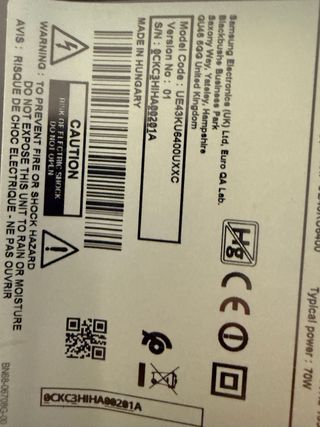 Samsung Electronics (UK) Ltd, Euro QA Lab.
Blackbushe Business Park
Saxony Way, Yateley, Hampshire
GU46 6GG United Kingdom
Model Code : UE43KU6400UXXC
Version No : 01
S/N : 0CKC3HIHA00201A
MADE IN HUNGARY
CAUTION
RISK OF ELECTRIC SHOCK
DO NOT OPEN
WARNING : TO PREVENT FIRE OR SHOCK HAZARD
DO NOT EXPOSE THIS UNIT TO RAIN OR MOISTURE
AVIS : RISQUE DE CHOC ELECTRIQUE - NE PAS OUVRIR
Hg
CE
0CKC3HIHA00201A
Typical power : 70W